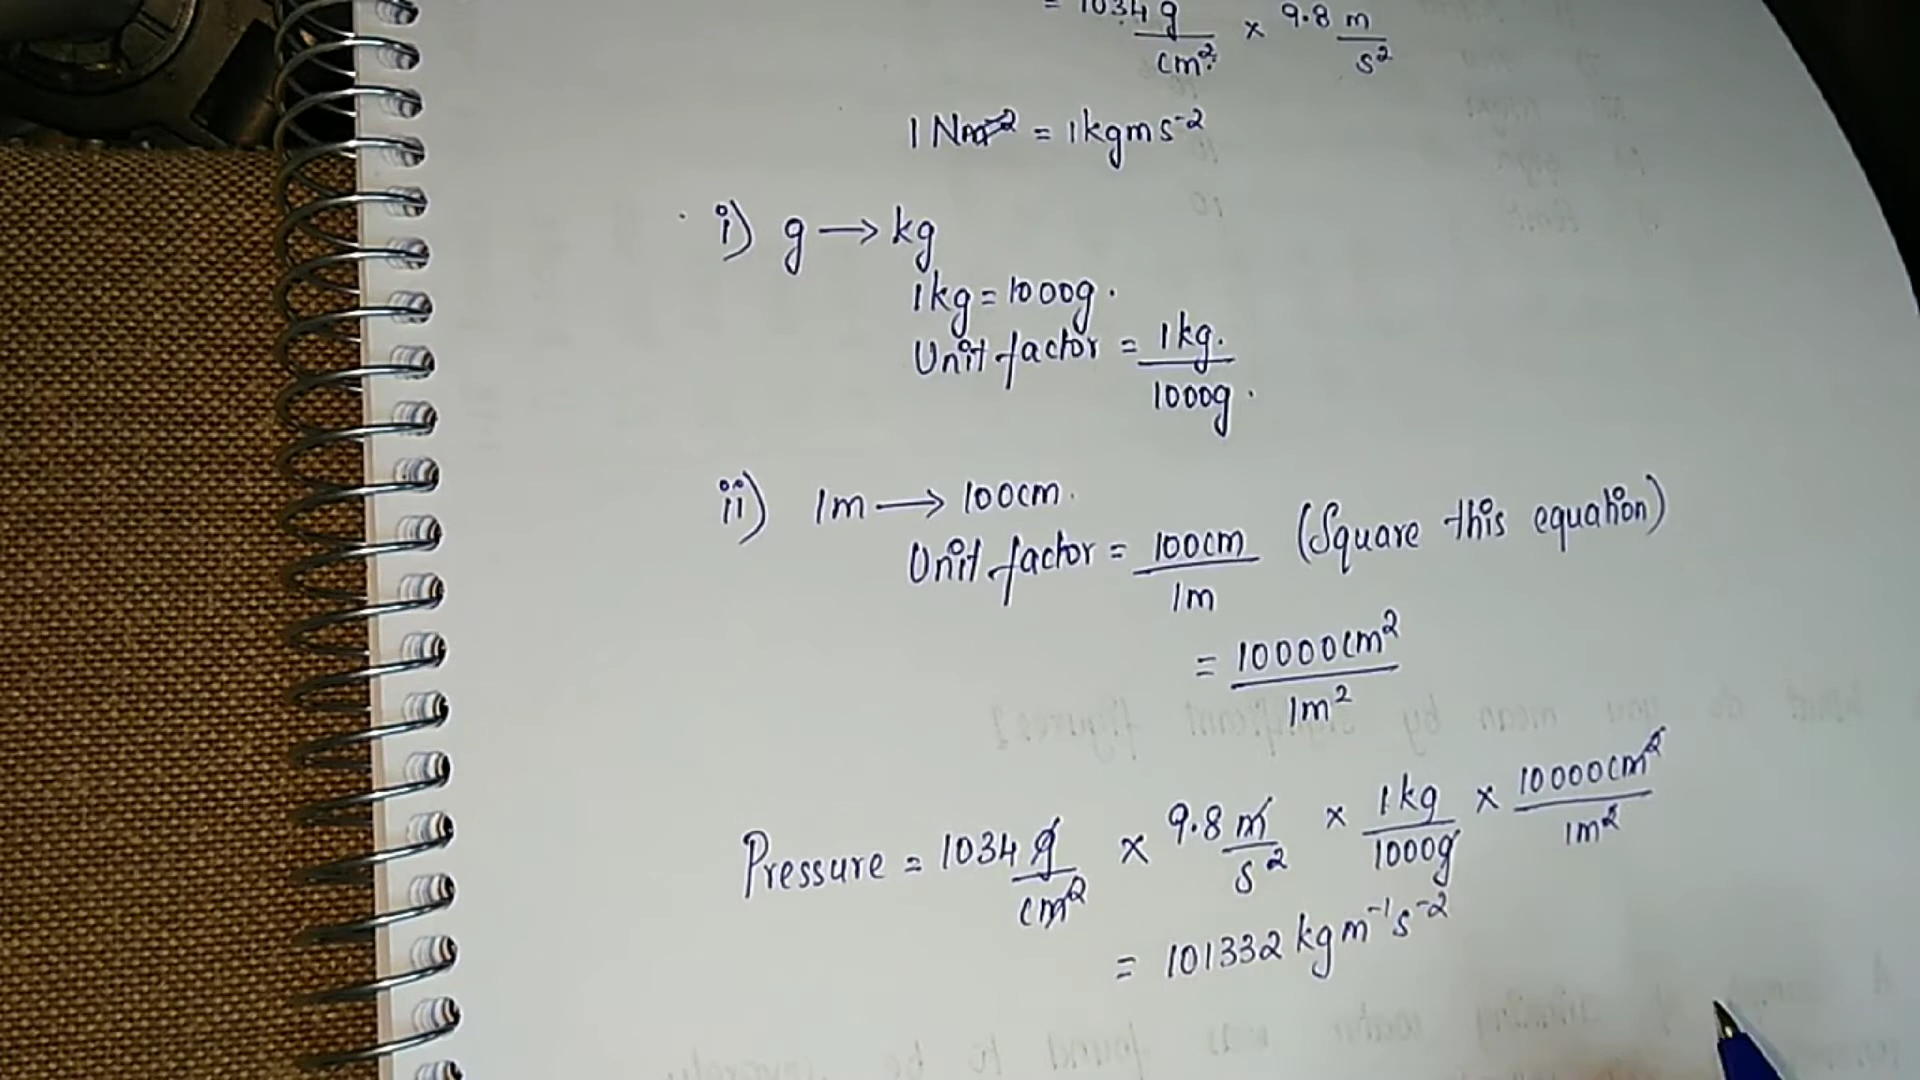 = 1034 g/cm² × 9.8 m/s²
1 N = 1kgms⁻²
i) g → kg
1kg = 1000g.
Unit factor = 1kg./1000g.
ii) 1m → 100cm.
Unit factor = 100cm/1m (Square this equation)
= 10000cm²/1m²
Pressure = 1034 g/cm² × 9.8 m/s² × 1kg/1000g × 10000cm²/1m²
= 101332 kgm⁻¹s⁻²